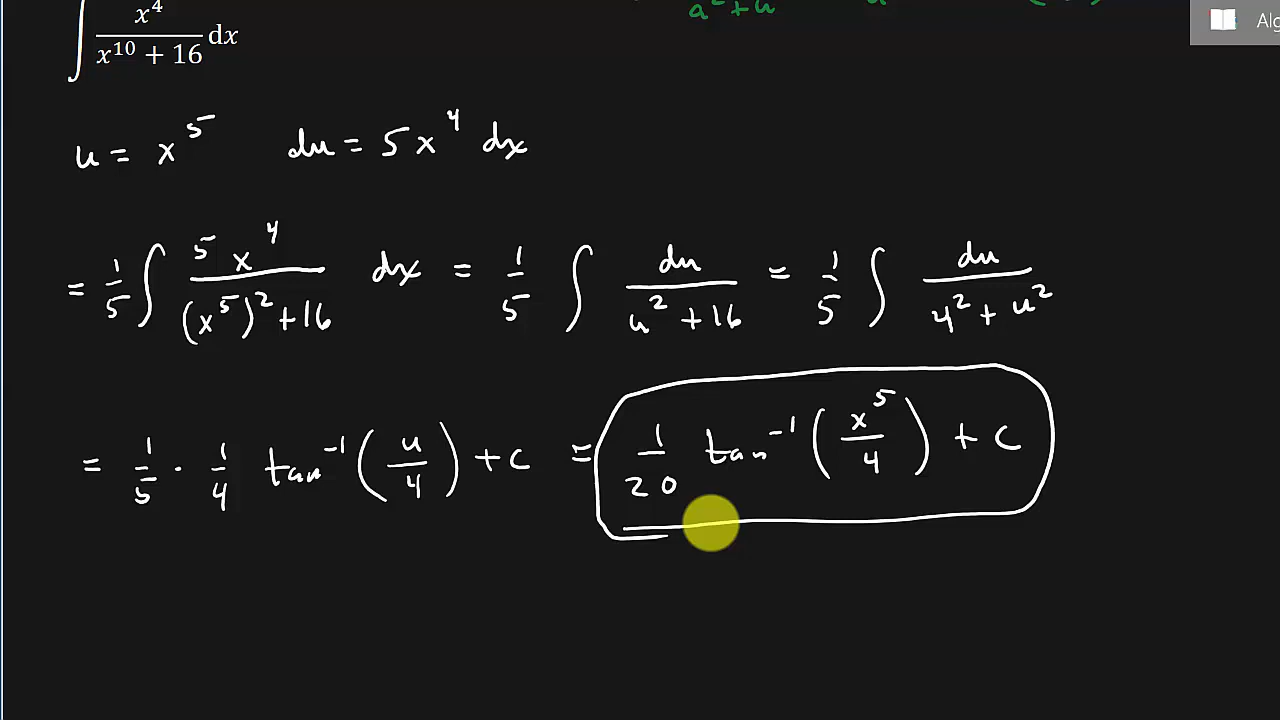 ∫ x⁴/(x¹⁰ + 16) dx
a² + u
Alg
u = x⁵ du = 5x⁴ dx
= 1/5 ∫ 5x⁴/((x⁵)² + 16) dx = 1/5 ∫ du/(u² + 16) = 1/5 ∫ du/(4² + u²)
= 1/5 · 1/4 tan⁻¹(u/4) + c = 1/20 tan⁻¹(x⁵/4) + c